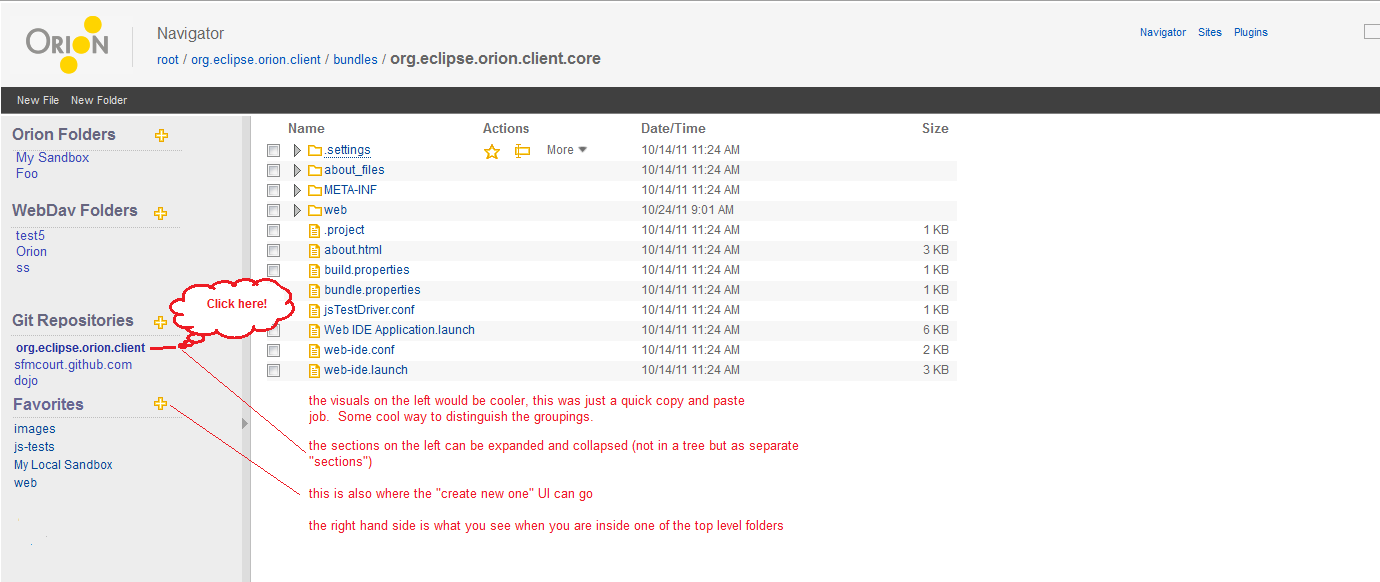 ORION
Navigator
root / org.eclipse.orion.client / bundles / org.eclipse.orion.client.core
Navigator Sites Plugins
New File New Folder
Orion Folders
My Sandbox
Foo
WebDav Folders
test5
Orion
ss
Git Repositories
org.eclipse.orion.client
sfmcourt.github.com
dojo
Favorites
images
js-tests
My Local Sandbox
web
Click here!
Name Actions Date/Time Size
.settings More 10/14/11 11:24 AM
about_files 10/14/11 11:24 AM
META-INF 10/14/11 11:24 AM
web 10/24/11 9:01 AM
.project 10/14/11 11:24 AM 1 KB
about.html 10/14/11 11:24 AM 3 KB
build.properties 10/14/11 11:24 AM 1 KB
bundle.properties 10/14/11 11:24 AM 1 KB
jsTestDriver.conf 10/14/11 11:24 AM 1 KB
Web IDE Application.launch 10/14/11 11:24 AM 6 KB
web-ide.conf 10/14/11 11:24 AM 2 KB
web-ide.launch 10/14/11 11:24 AM 3 KB
the visuals on the left would be cooler, this was just a quick copy and paste
job. Some cool way to distinguish the groupings.
the sections on the left can be expanded and collapsed (not in a tree but as separate
"sections")
this is also where the "create new one" UI can go
the right hand side is what you see when you are inside one of the top level folders